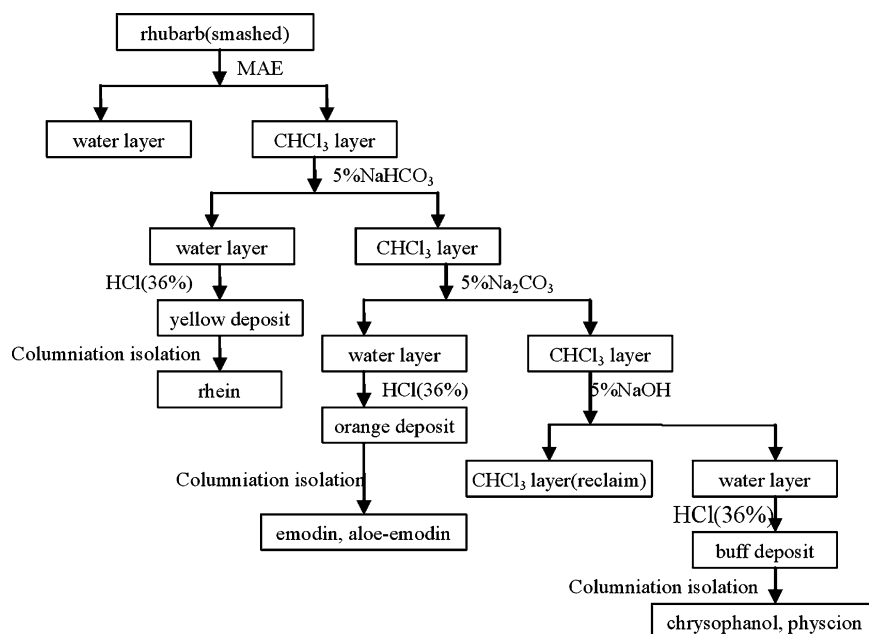 rhubarb(smashed)
MAE
water layer
CHCl₃ layer
5%NaHCO₃
water layer
CHCl₃ layer
HCl(36%)
5%Na₂CO₃
yellow deposit
Columniation isolation
water layer
CHCl₃ layer
rhein
HCl(36%)
5%NaOH
orange deposit
Columniation isolation
CHCl₃ layer(reclaim)
water layer
HCl(36%)
emodin, aloe-emodin
buff deposit
Columniation isolation
chrysophanol, physcion